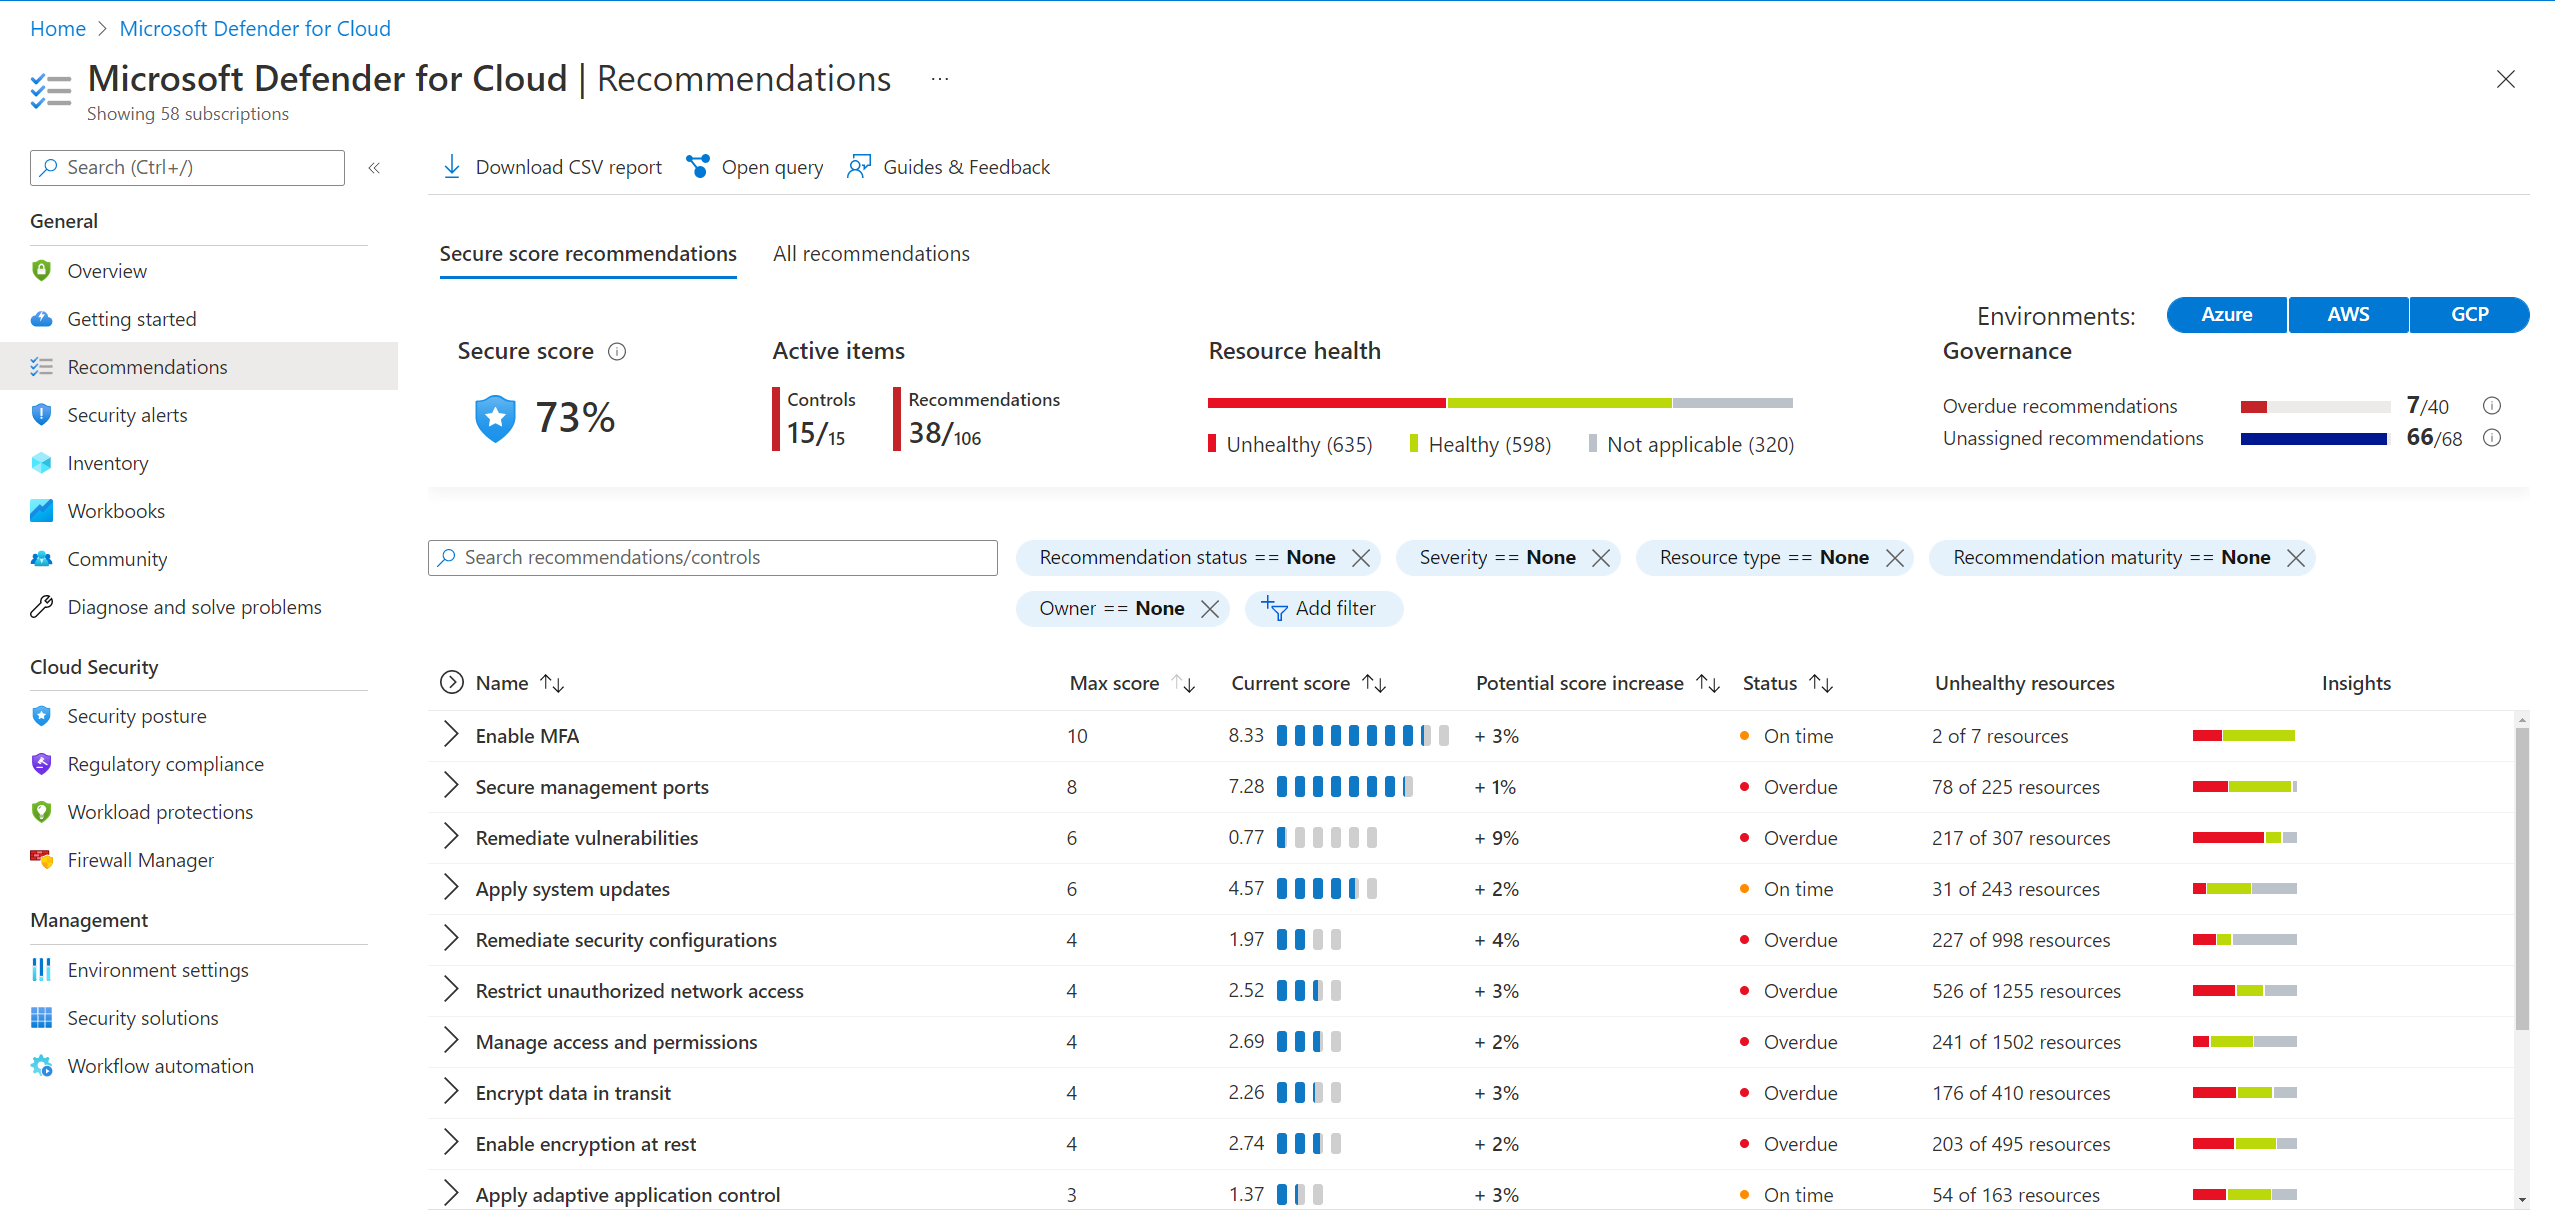 Home > Microsoft Defender for Cloud
Microsoft Defender for Cloud | Recommendations ...
Showing 58 subscriptions
Search (Ctrl+/)
«
General
Overview
Getting started
Recommendations
Security alerts
Inventory
Workbooks
Community
Diagnose and solve problems
Cloud Security
Security posture
Regulatory compliance
Workload protections
Firewall Manager
Management
Environment settings
Security solutions
Workflow automation
Download CSV report Open query Guides & Feedback
Secure score recommendations All recommendations
Environments: Azure AWS GCP
Secure score
73%
Active items
Controls
15/15
Recommendations
38/106
Resource health
Unhealthy (635) Healthy (598) Not applicable (320)
Governance
Overdue recommendations 7/40
Unassigned recommendations 66/68
Search recommendations/controls
Recommendation status == None Severity == None Resource type == None Recommendation maturity == None
Owner == None Add filter
Name Max score Current score Potential score increase Status Unhealthy resources Insights
Enable MFA 10 8.33 + 3% On time 2 of 7 resources
Secure management ports 8 7.28 + 1% Overdue 78 of 225 resources
Remediate vulnerabilities 6 0.77 + 9% Overdue 217 of 307 resources
Apply system updates 6 4.57 + 2% On time 31 of 243 resources
Remediate security configurations 4 1.97 + 4% Overdue 227 of 998 resources
Restrict unauthorized network access 4 2.52 + 3% Overdue 526 of 1255 resources
Manage access and permissions 4 2.69 + 2% Overdue 241 of 1502 resources
Encrypt data in transit 4 2.26 + 3% Overdue 176 of 410 resources
Enable encryption at rest 4 2.74 + 2% Overdue 203 of 495 resources
Apply adaptive application control 3 1.37 + 3% On time 54 of 163 resources